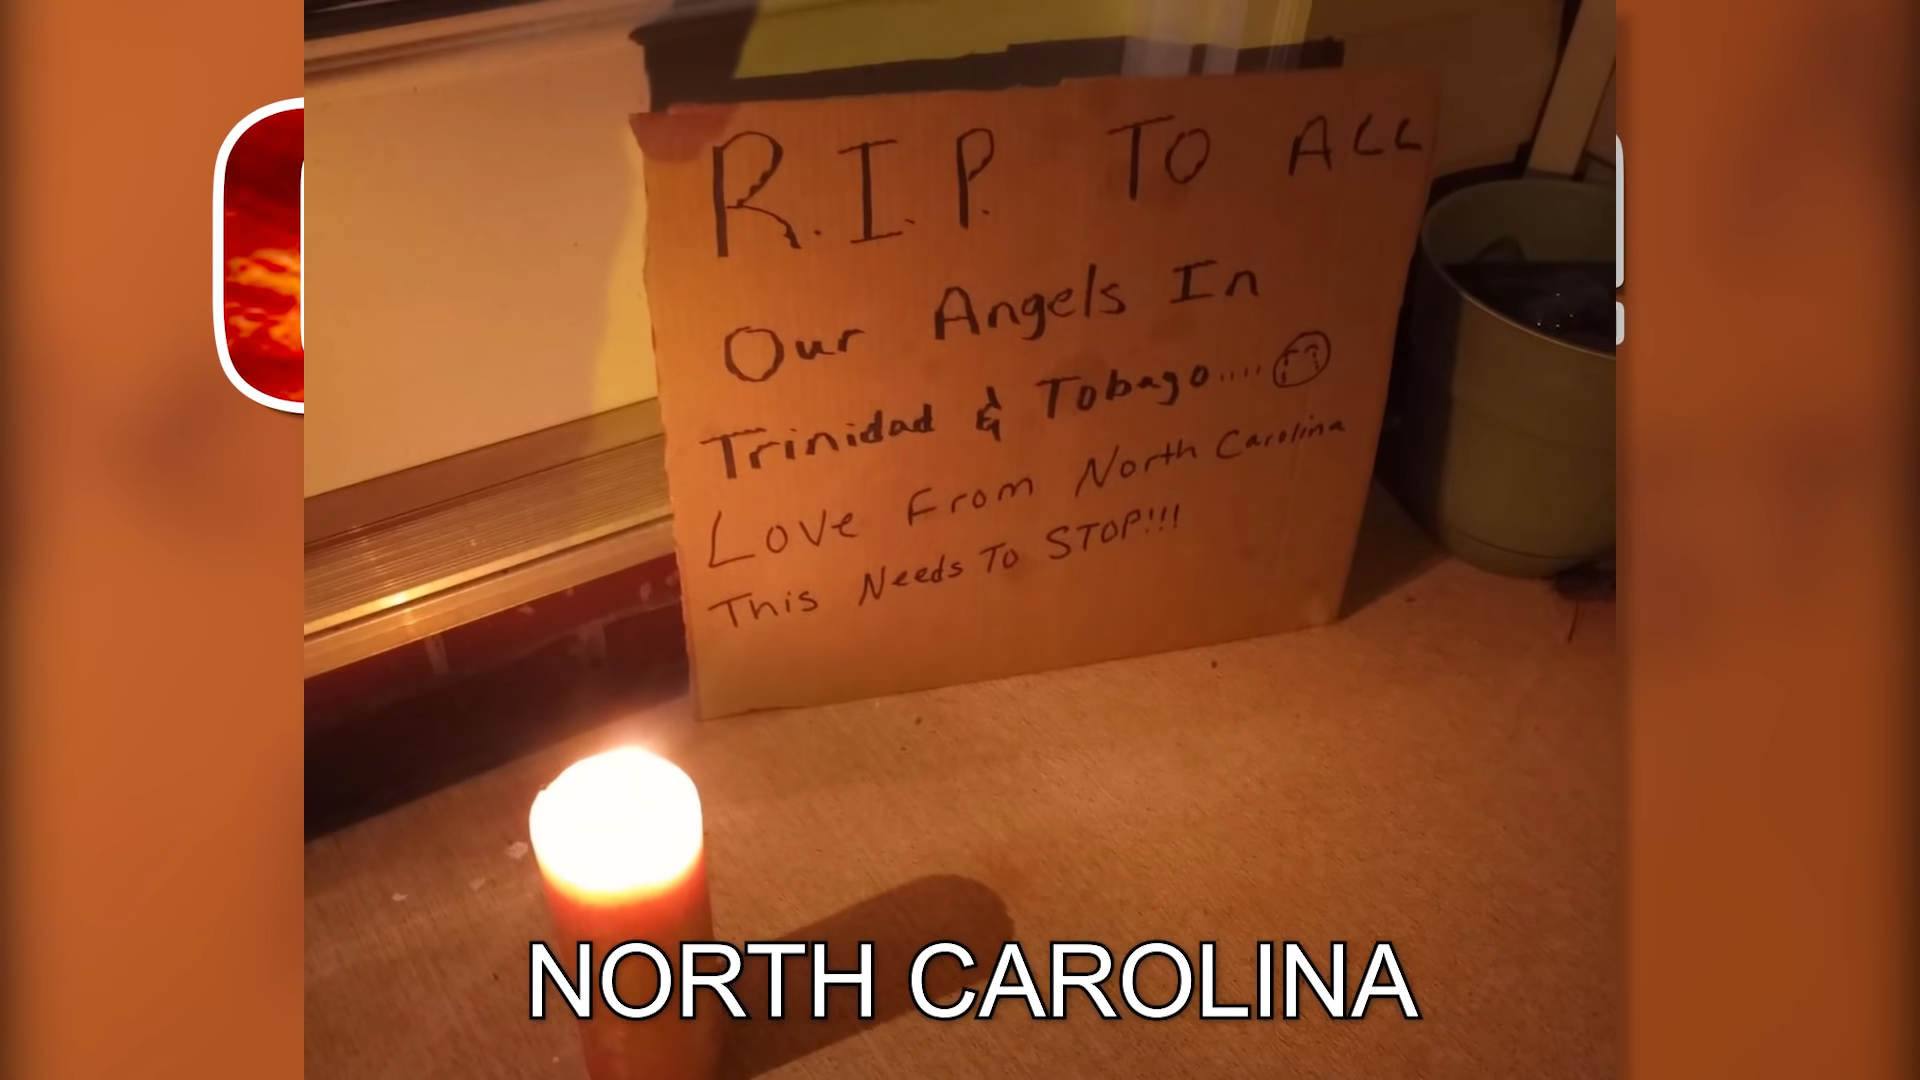 R.I.P. TO ALL
Our Angels In
Trinidad & Tobago....
Love From North Carolina
This Needs To STOP!!!
NORTH CAROLINA